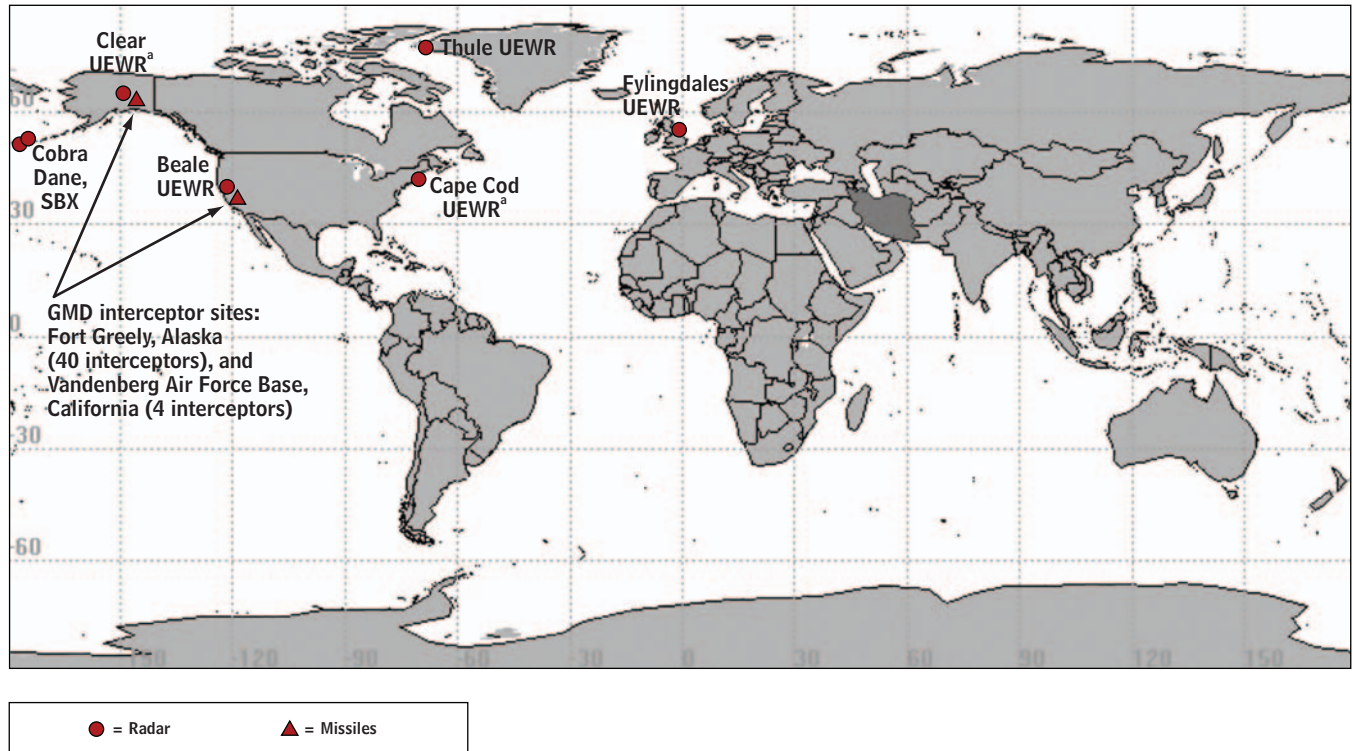 Clear
UEWRa
Thule UEWR
Fylingdales
UEWR
60
Cobra
Dane,
SBX
Beale
UEWR
Cape Cod
UEWRa
30
GMD interceptor sites:
Fort Greely, Alaska
(40 interceptors), and
Vandenberg Air Force Base,
California (4 interceptors)
0
-30
-60
-120
-90
-60
-30
0
30
60
90
120
150
= Radar
= Missiles